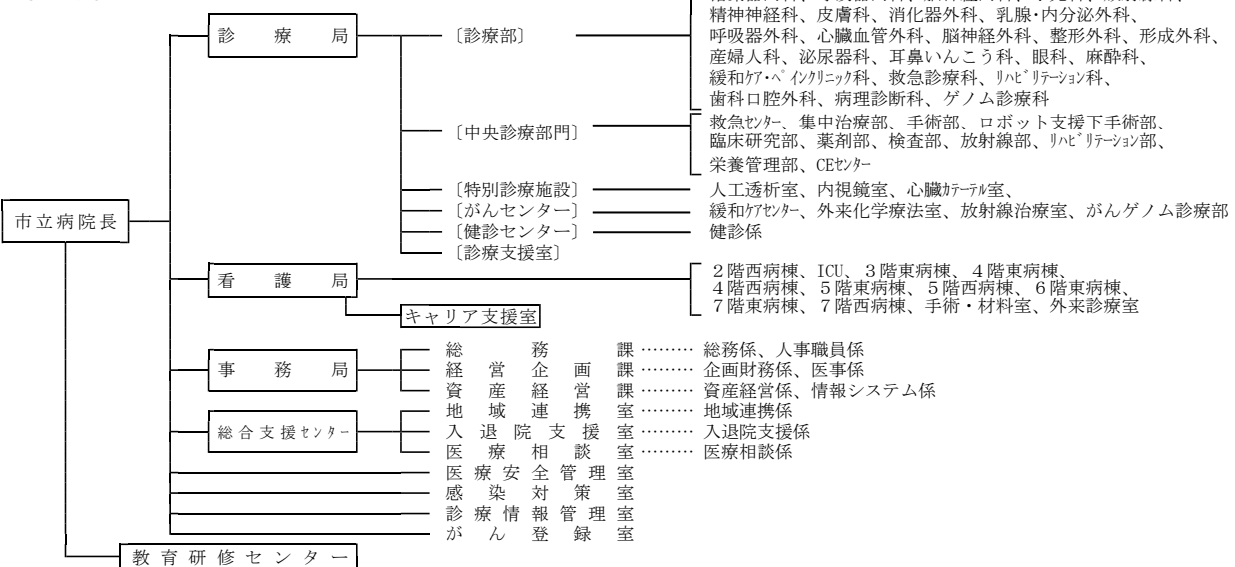 精神神経科、皮膚科、消化器外科、乳腺・内分泌外科、
診療局 〔診療部〕 呼吸器外科、心臓血管外科、脳神経外科、整形外科、形成外科、
産婦人科、泌尿器科、耳鼻いんこう科、眼科、麻酔科、
緩和ｹｱ・ﾍﾟｲﾝｸﾘﾆｯｸ科、救急診療科、ﾘﾊﾋﾞﾘﾃｰｼｮﾝ科、
歯科口腔外科、病理診断科、ゲノム診療科
〔中央診療部門〕 救急ｾﾝﾀｰ、集中治療部、手術部、ロボット支援下手術部、
臨床研究部、薬剤部、検査部、放射線部、ﾘﾊﾋﾞﾘﾃｰｼｮﾝ部、
栄養管理部、CEｾﾝﾀｰ
〔特別診療施設〕 人工透析室、内視鏡室、心臓ｶﾃｰﾃﾙ室、
〔がんセンター〕 緩和ｹｱｾﾝﾀｰ、外来化学療法室、放射線治療室、がんゲノム診療部
市立病院長
〔健診センター〕 健診係
〔診療支援室〕
看護局 ２階西病棟、ICU、３階東病棟、４階東病棟、
４階西病棟、５階東病棟、５階西病棟、６階東病棟、
７階東病棟、７階西病棟、手術・材料室、外来診療室
キャリア支援室
総務課……… 総務係、人事職員係
事務局 経営企画課……… 企画財務係、医事係
資産経営課……… 資産経営係、情報システム係
地域連携室……… 地域連携係
総合支援ｾﾝﾀｰ 入退院支援室……… 入退院支援係
医療相談室……… 医療相談係
医療安全管理室
感染対策室
診療情報管理室
がん登録室
教育研修センター